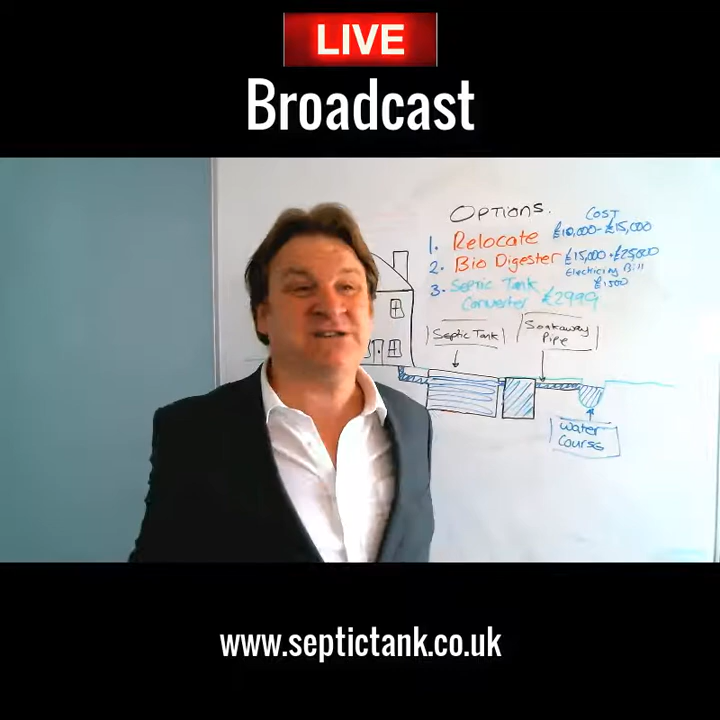 LIVE
Broadcast
OPTIONS.
COST
1. Relocate £10,000-£15,000
2. Bio Digester £15,000-£25,000
Electricity Bill
£1500
3. Septic Tank
Converter £2999
Septic Tank
Soakaway
Pipe
Water
Course
www.septictank.co.uk